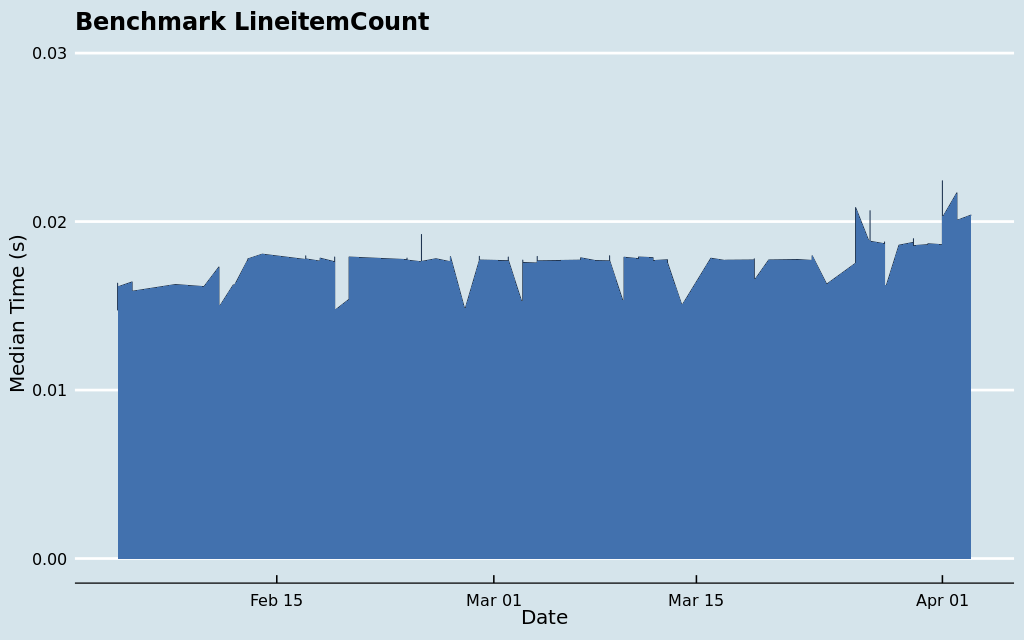 Benchmark LineitemCount
0.03
0.02
0.01
0.00
Median Time (s)
Feb 15
Mar 01
Mar 15
Apr 01
Date